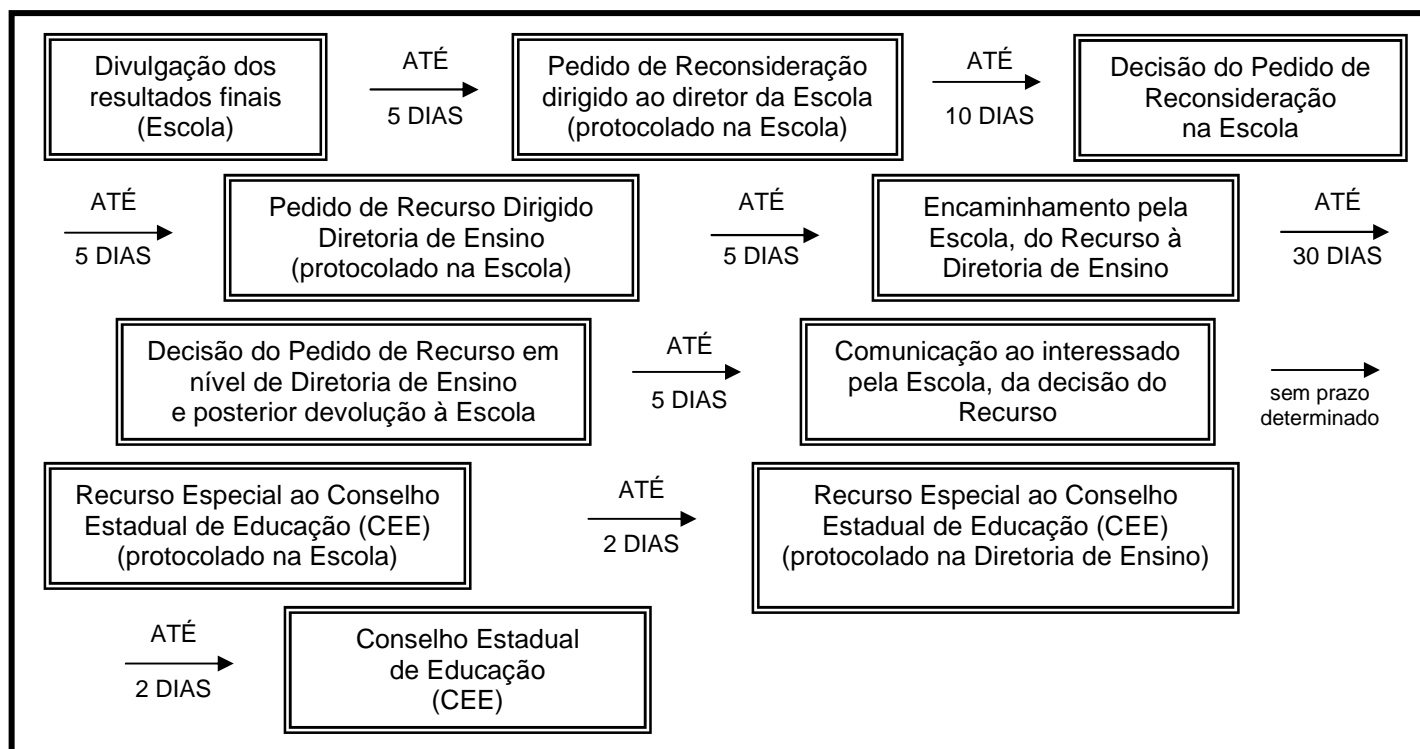 Divulgação dos
resultados finais
(Escola)
ATÉ
5 DIAS
Pedido de Reconsideração
dirigido ao diretor da Escola
(protocolado na Escola)
ATÉ
10 DIAS
Decisão do Pedido de
Reconsideração
na Escola
ATÉ
5 DIAS
Pedido de Recurso Dirigido
Diretoria de Ensino
(protocolado na Escola)
ATÉ
5 DIAS
Encaminhamento pela
Escola, do Recurso à
Diretoria de Ensino
ATÉ
30 DIAS
Decisão do Pedido de Recurso em
nível de Diretoria de Ensino
e posterior devolução à Escola
ATÉ
5 DIAS
Comunicação ao interessado
pela Escola, da decisão do
Recurso
sem prazo
determinado
Recurso Especial ao Conselho
Estadual de Educação (CEE)
(protocolado na Escola)
ATÉ
2 DIAS
Recurso Especial ao Conselho
Estadual de Educação (CEE)
(protocolado na Diretoria de Ensino)
ATÉ
2 DIAS
Conselho Estadual
de Educação
(CEE)